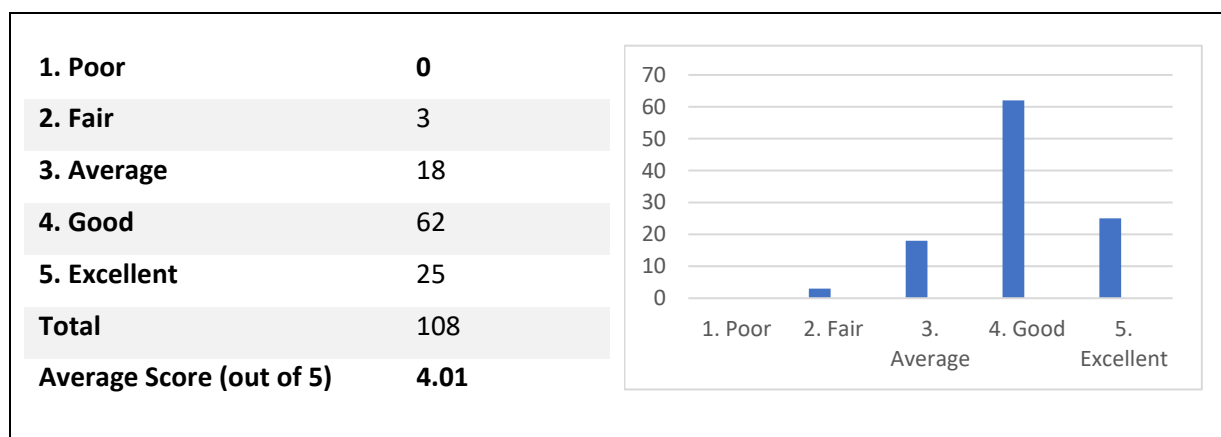 1. Poor 0
2. Fair 3
3. Average 18
4. Good 62
5. Excellent 25
Total 108
Average Score (out of 5) 4.01
70
60
50
40
30
20
10
0
1. Poor 2. Fair 3. Average 4. Good 5. Excellent